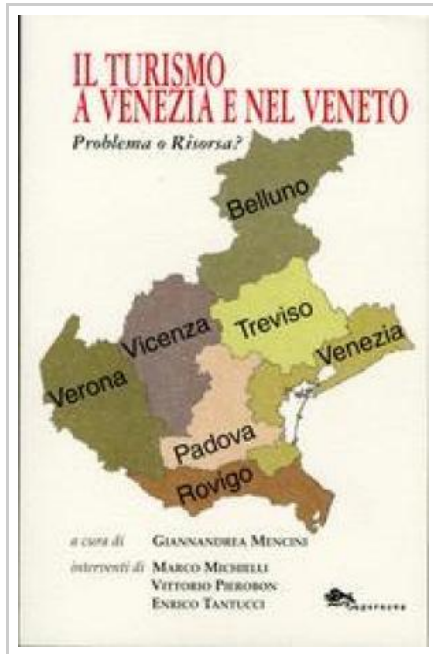 IL TURISMO
A VENEZIA E NEL VENETO
Problema o Risorsa?
Belluno
Vicenza
Treviso
Venezia
Verona
Padova
Rovigo
a cura di GIANNANDREA MENCINI
interventi di MARCO MICHIELLI
VITTORIO PIEROBON
ENRICO TANTUCCI